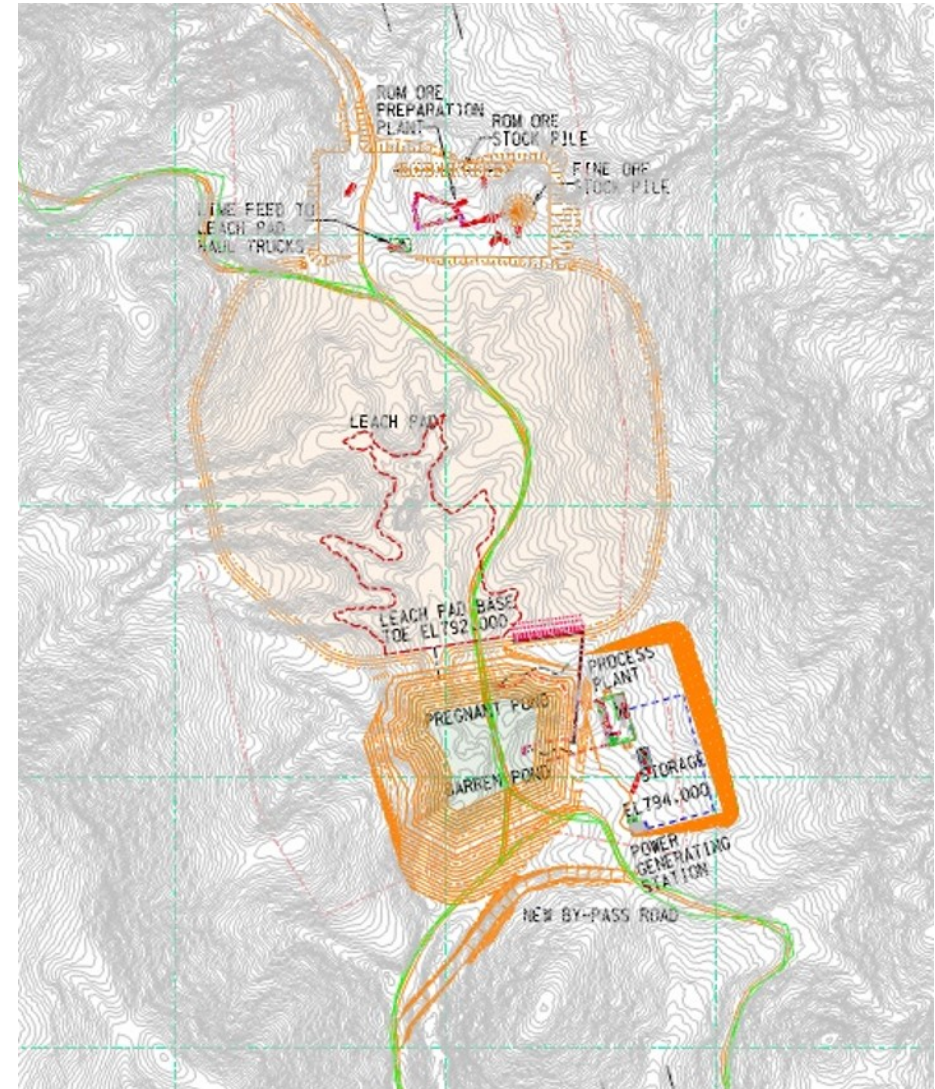 ROM ORE
PREPARATION
PLANT
ROM ORE
STOCK PILE
FINE ORE
STOCK PILE
LIME FEED TO
LEACH PAD
HAUL TRUCKS
LEACH PAD
LEACH PAD BASE
TOE EL792.000
PROCESS
PLANT
PREGNANT POND
BARREN POND
STORAGE
EL794.000
POWER
GENERATING
STATION
NEW BY-PASS ROAD